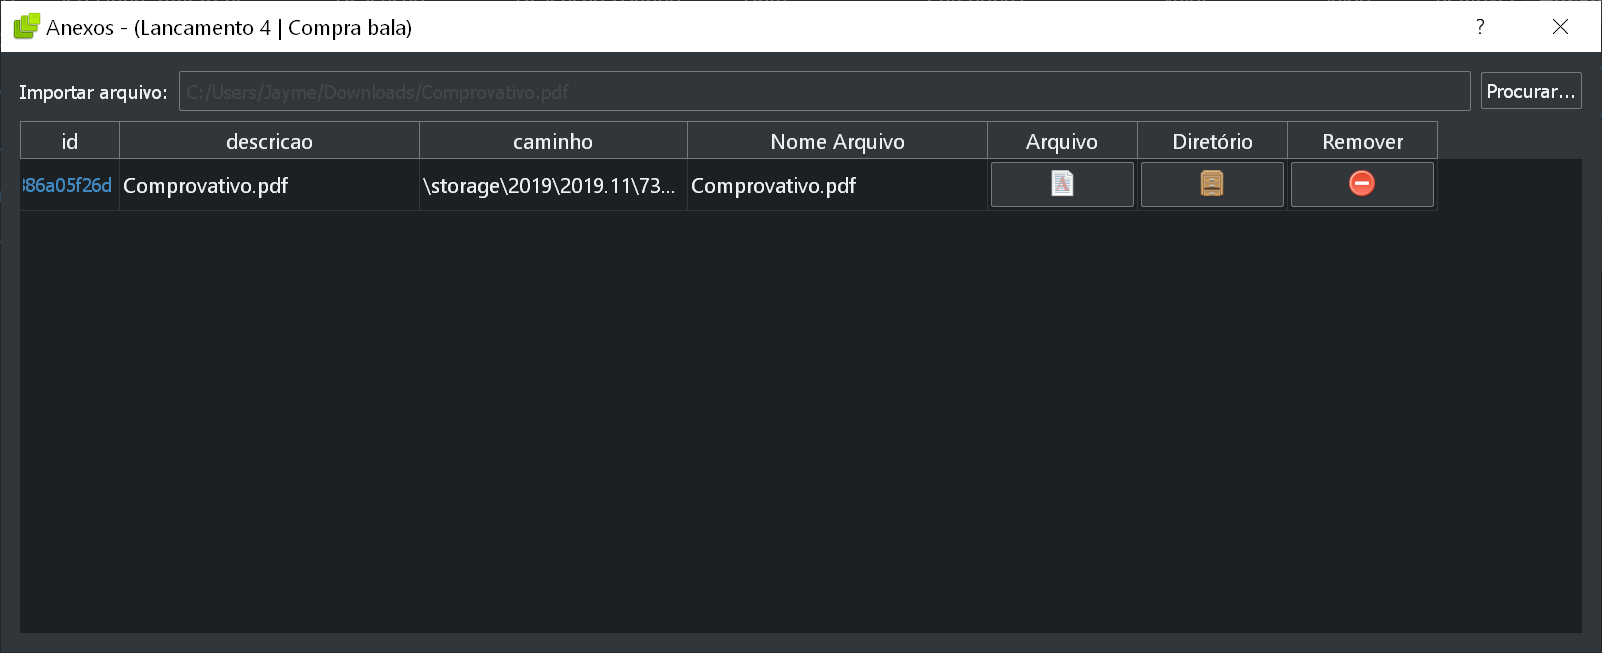 Anexos - (Lancamento 4 | Compra bala) ?
Importar arquivo: C:/Users/Jayme/Downloads/Comprovativo.pdf Procurar...
id descricao caminho Nome Arquivo Arquivo Diretório Remover
86a05f26d Comprovativo.pdf \storage\2019\2019.11\73... Comprovativo.pdf